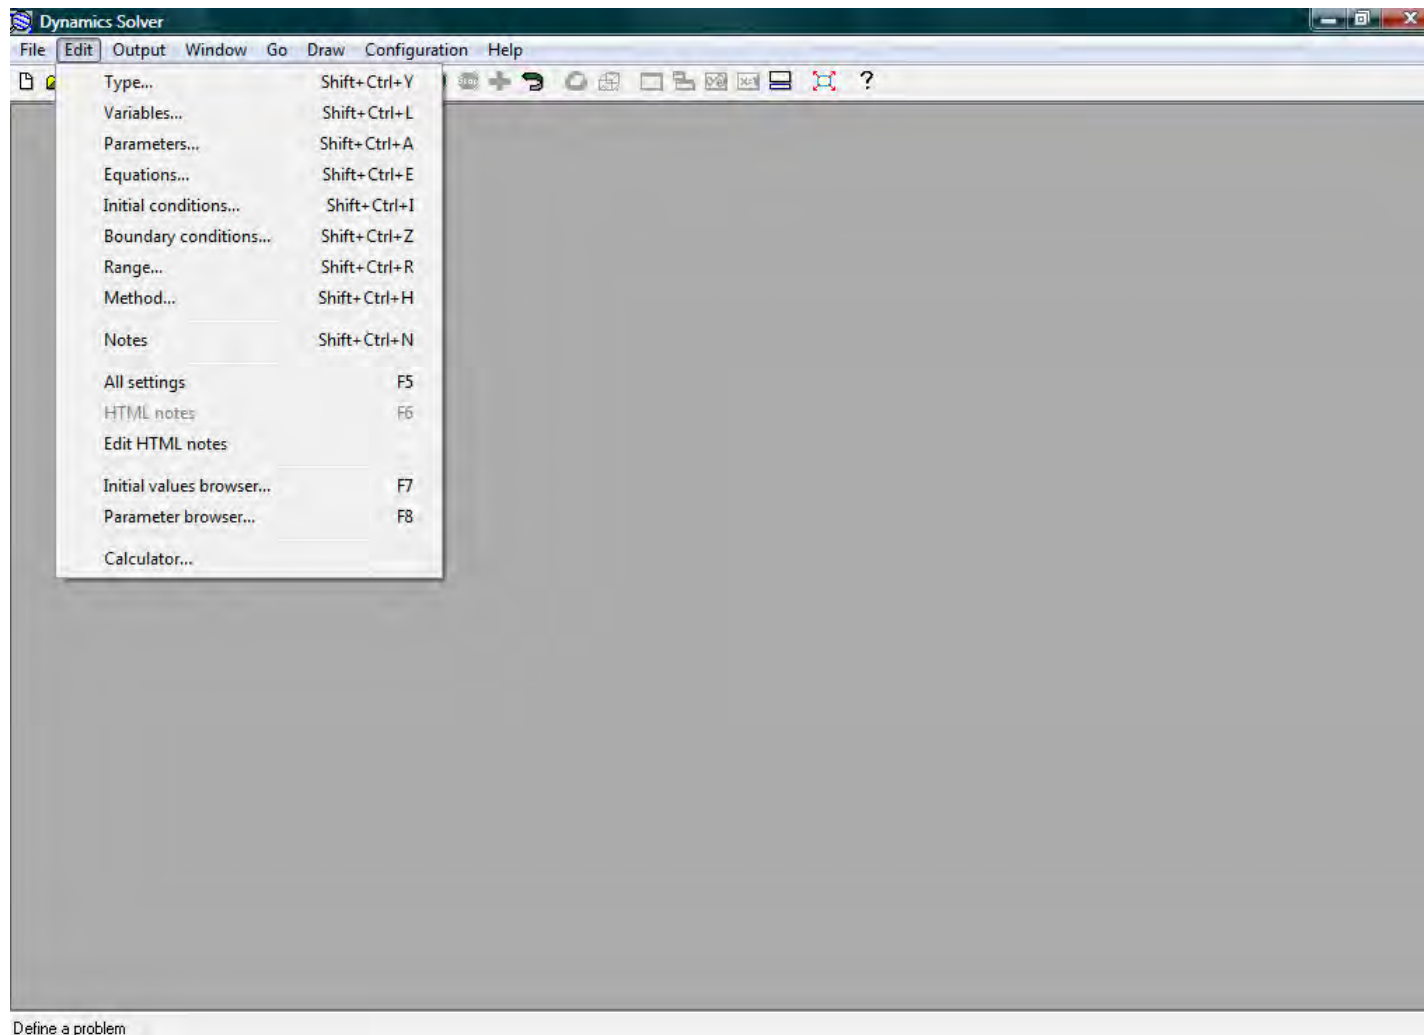 Dynamics Solver
File Edit Output Window Go Draw Configuration Help
?
Type... Shift+Ctrl+Y
Variables... Shift+Ctrl+L
Parameters... Shift+Ctrl+A
Equations... Shift+Ctrl+E
Initial conditions... Shift+Ctrl+I
Boundary conditions... Shift+Ctrl+Z
Range... Shift+Ctrl+R
Method... Shift+Ctrl+H
Notes Shift+Ctrl+N
All settings F5
HTML notes F6
Edit HTML notes
Initial values browser... F7
Parameter browser... F8
Calculator...
Define a problem